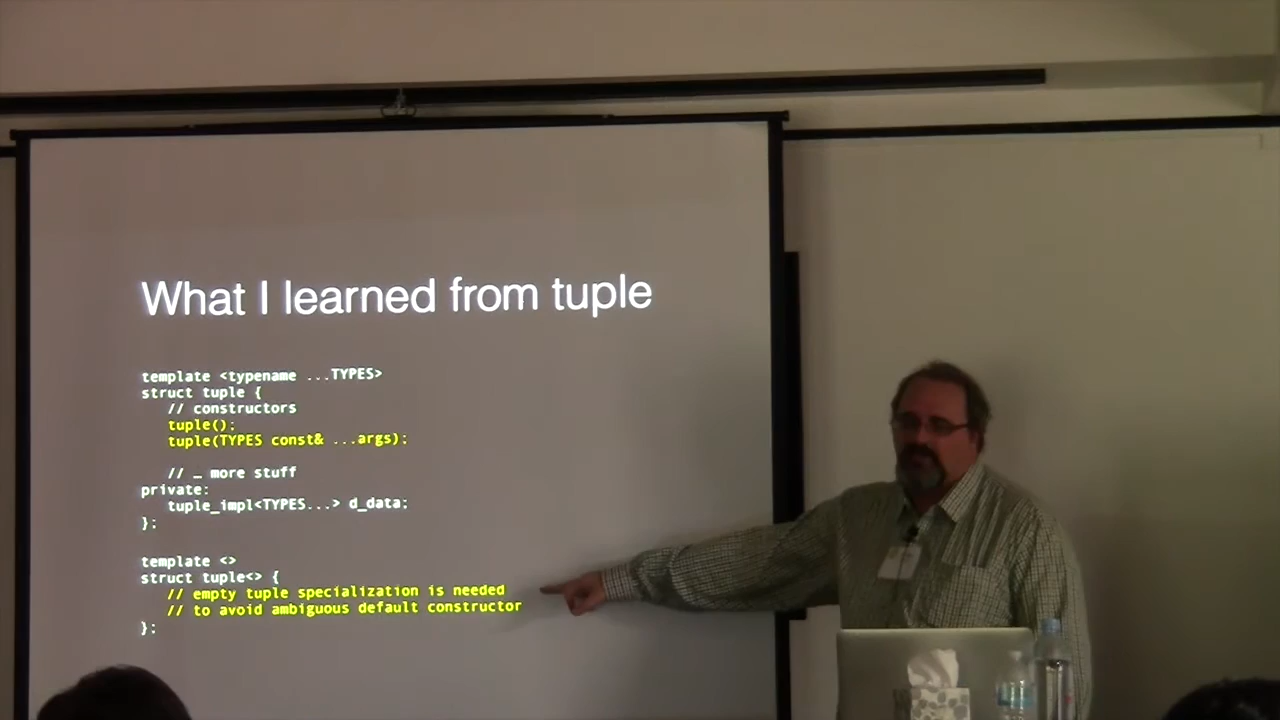 What I learned from tuple
template <typename ...TYPES>
struct tuple {
// constructors
tuple();
tuple(TYPES const& ...args);
// … more stuff
private:
tuple_impl<TYPES...> d_data;
};
template <>
struct tuple<> {
// empty tuple specialization is needed
// to avoid ambiguous default constructor
};